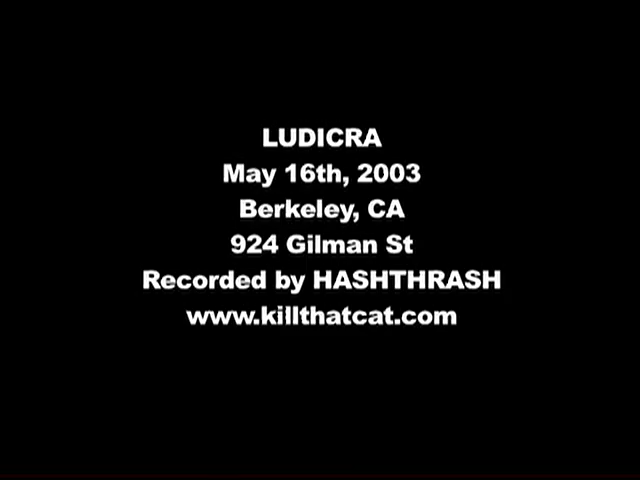 LUDICRA
May 16th, 2003
Berkeley, CA
924 Gilman St
Recorded by HASHTHRASH
www.killthatcat.com